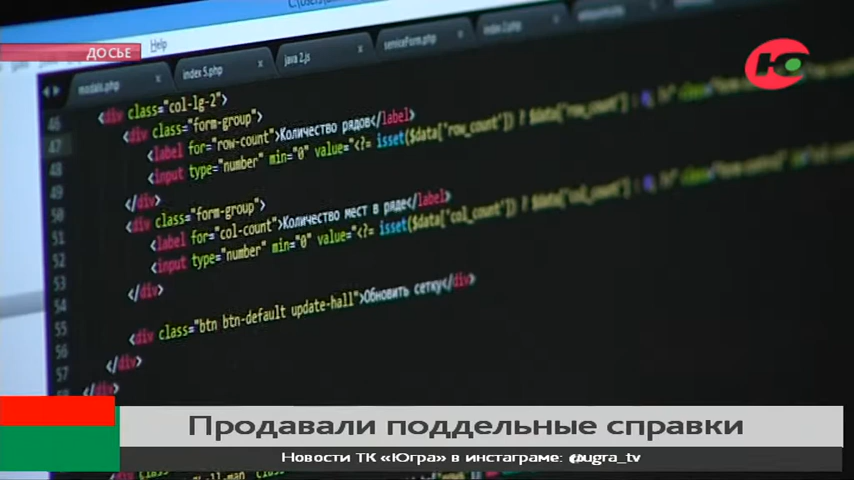 Help
ДОСЬЕ
modals.php x index 5.php x java 2.js x serviceForm.php x index 2.php
Ю
46 <div class="col-lg-2">
47 <div class="form-group">
48 <label for="row-count">Количество рядов</label>
49 <input type="number" min="0" value="<?= isset($data['row_count']) ? $data['row_count'] :
50 </div>
51 <div class="form-group">
52 <label for="col-count">Количество мест в ряде</label>
53 <input type="number" min="0" value="<?= isset($data['col_count']) ? $data['col_count'] :
54 </div>
55
56 <div class="btn btn-default update-hall">Обновить сетку</div>
57 </div>
</div>
Продавали поддельные справки
Новости ТК «Югра» в инстаграме: @ugra_tv